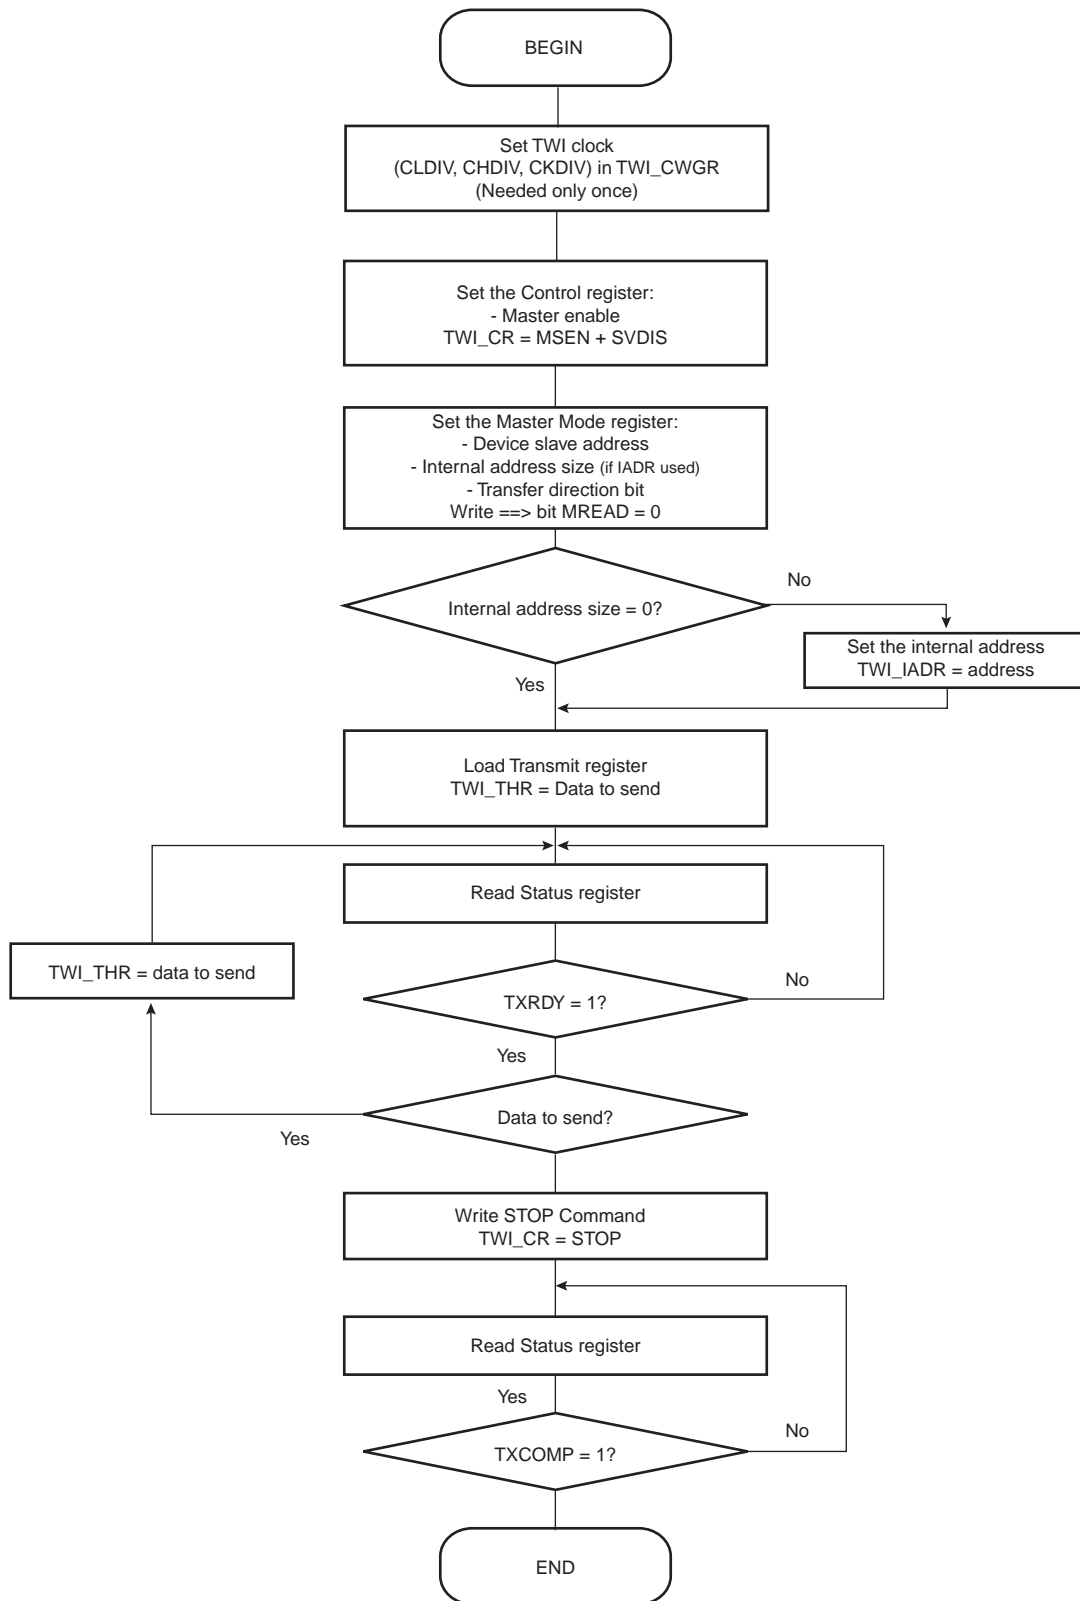 BEGIN
Set TWI clock
(CLDIV, CHDIV, CKDIV) in TWI_CWGR
(Needed only once)
Set the Control register:
- Master enable
TWI_CR = MSEN + SVDIS
Set the Master Mode register:
- Device slave address
- Internal address size (if IADR used)
- Transfer direction bit
Write ==> bit MREAD = 0
No
Internal address size = 0?
Set the internal address
TWI_IADR = address
Yes
Load Transmit register
TWI_THR = Data to send
Read Status register
TWI_THR = data to send
No
TXRDY = 1?
Yes
Data to send?
Yes
Write STOP Command
TWI_CR = STOP
Read Status register
Yes
No
TXCOMP = 1?
END